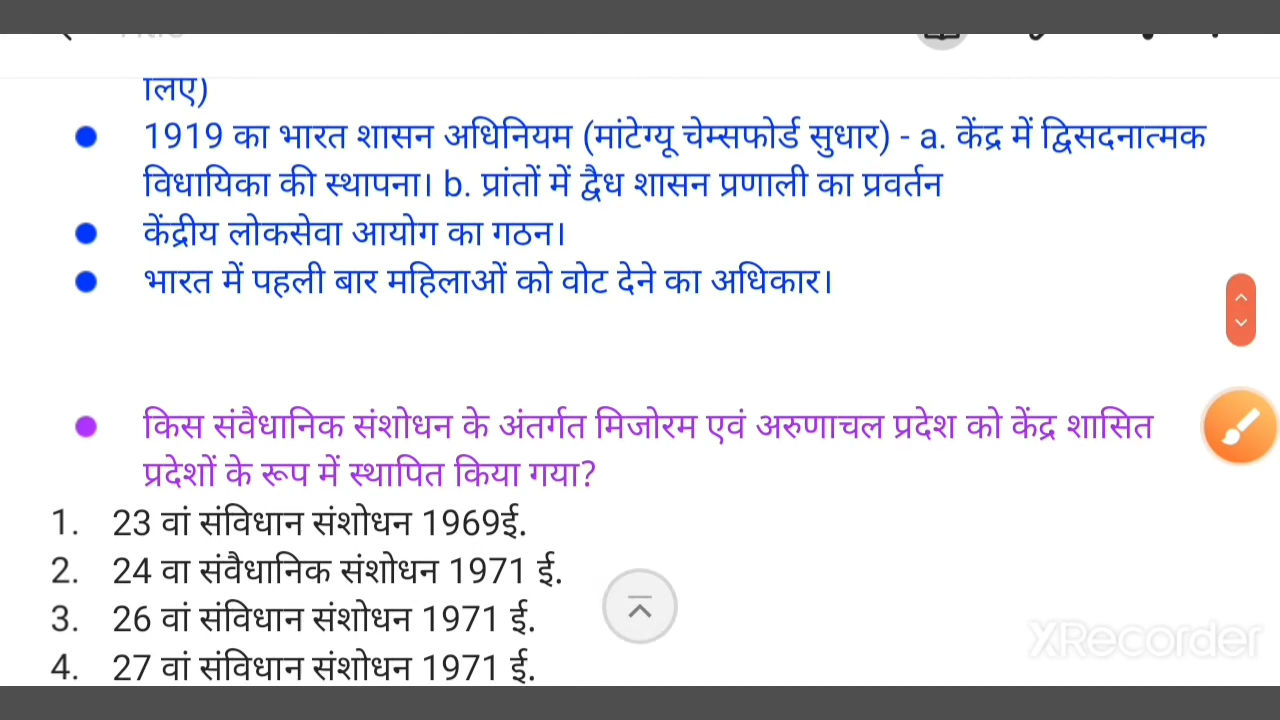 लिए)
1919 का भारत शासन अधिनियम (मांटेग्यू चेम्सफोर्ड सुधार) - a. केंद्र में द्विसदनात्मक
विधायिका की स्थापना। b. प्रांतों में द्वैध शासन प्रणाली का प्रवर्तन
केंद्रीय लोकसेवा आयोग का गठन।
भारत में पहली बार महिलाओं को वोट देने का अधिकार।
किस संवैधानिक संशोधन के अंतर्गत मिजोरम एवं अरुणाचल प्रदेश को केंद्र शासित
प्रदेशों के रूप में स्थापित किया गया?
1. 23 वां संविधान संशोधन 1969ई.
2. 24 वा संवैधानिक संशोधन 1971 ई.
3. 26 वां संविधान संशोधन 1971 ई.
4. 27 वां संविधान संशोधन 1971 ई.
XRecorder